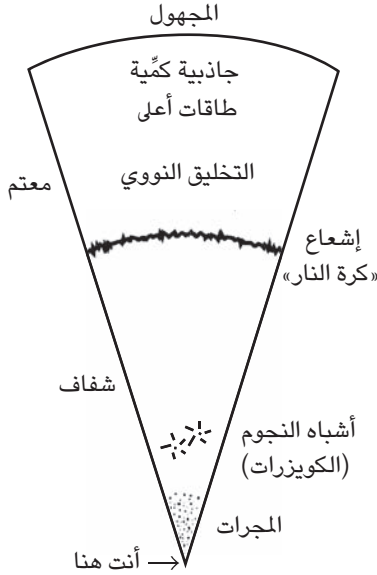 المجهول
جاذبية كمِّية
طاقات أعلى
التخليق النووي
معتم
إشعاع
«كرة النار»
شفاف
أشباه النجوم
(الكويزرات)
المجرات
أنت هنا